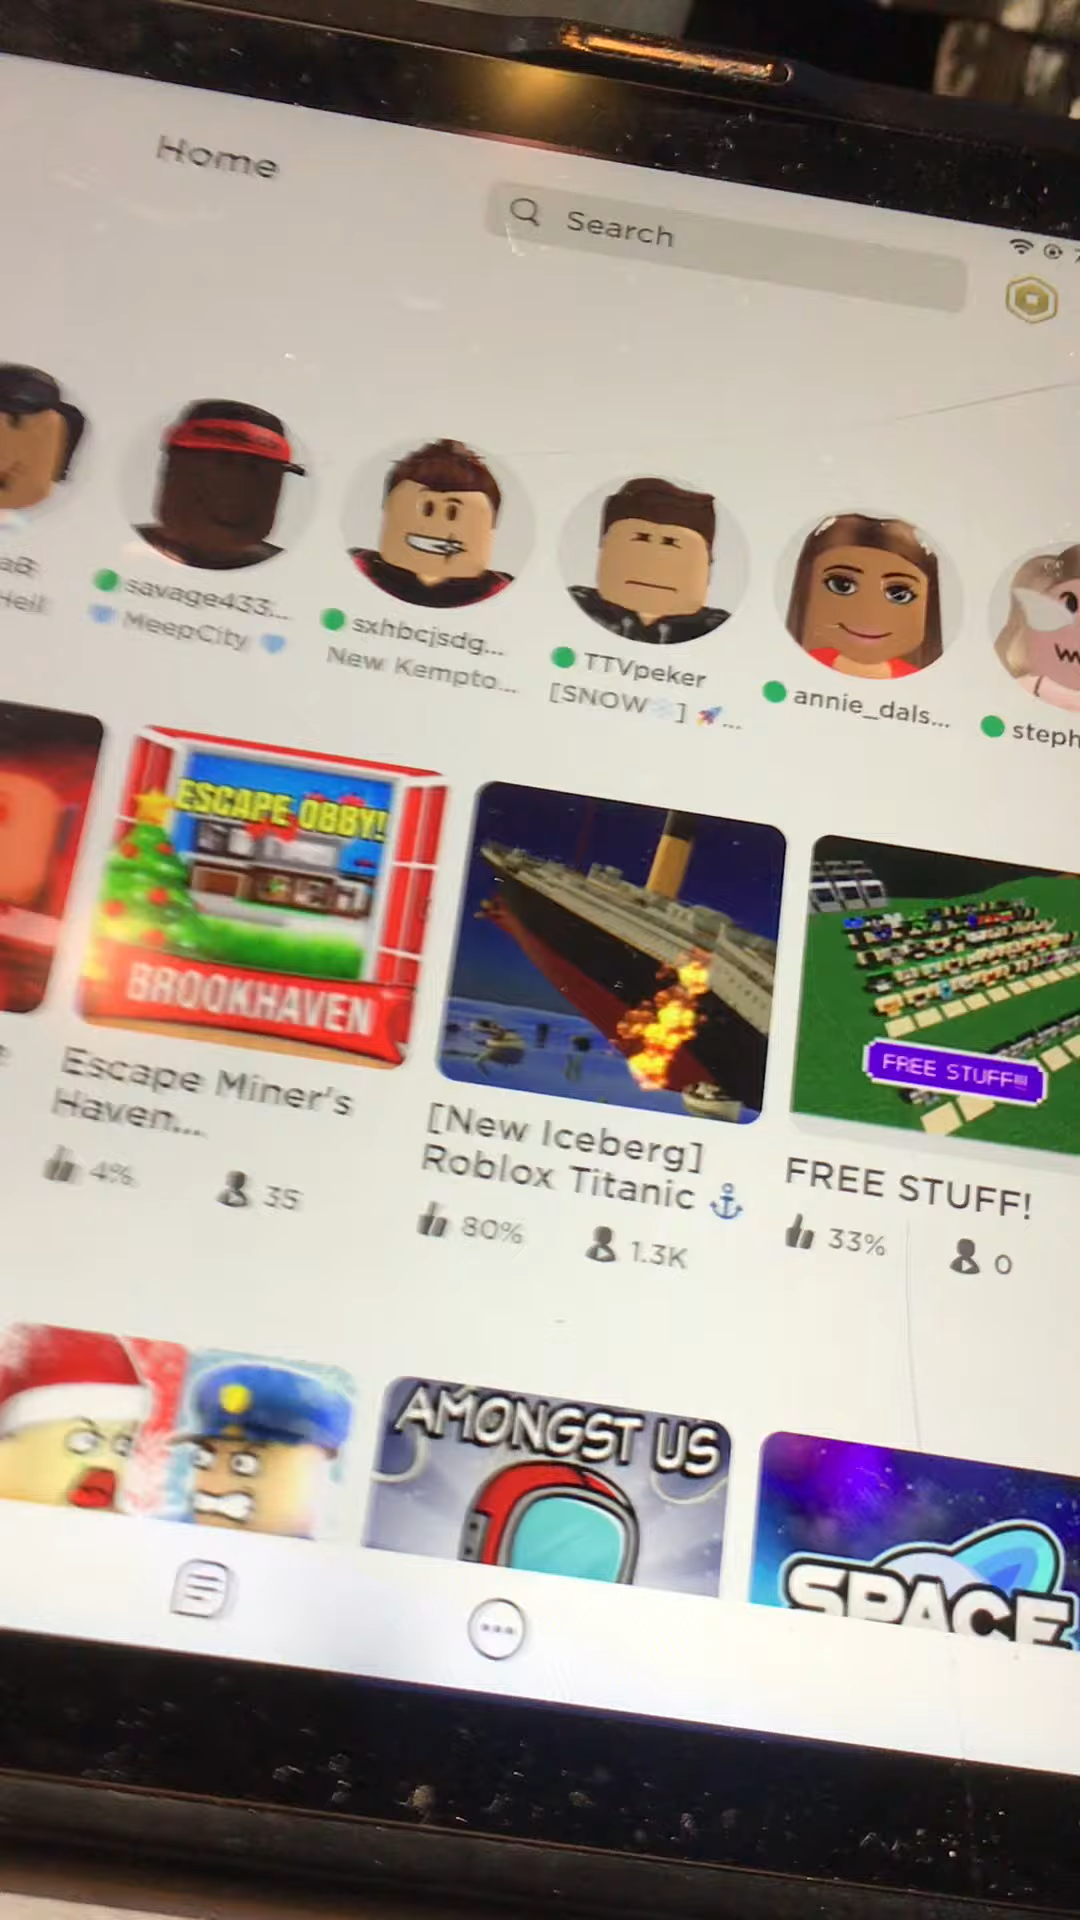 Home
Search
savage433...
MeepCity
sxhbcjsdg...
New Kempto...
TTVpeker
[SNOW❄️] 🚀...
annie_dals...
steph
ESCAPE OBBY!
BROOKHAVEN
FREE STUFF!!!
Escape Miner's
Haven...
4% 35
[New Iceberg]
Roblox Titanic ⚓
80% 1.3K
FREE STUFF!
33% 0
AMONGST US
SPACE